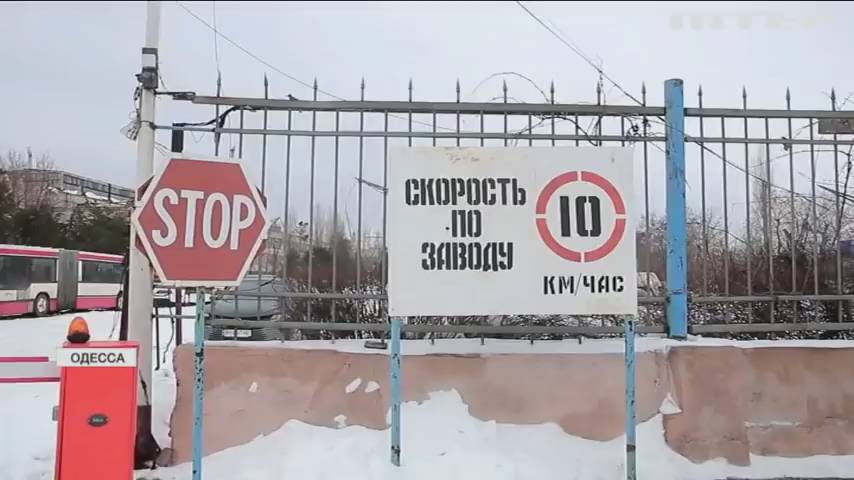 STOP
СКОРОСТЬ
ПО
ЗАВОДУ
10
КМ/ЧАС
ОДЕССА